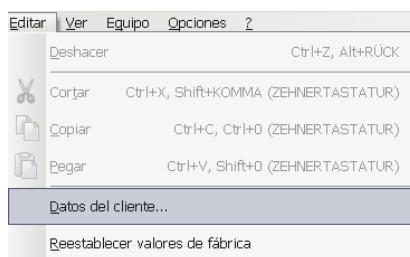 Editar Ver Equipo Opciones ?
Deshacer Ctrl+Z, Alt+RÜCK
Cortar Ctrl+X, Shift+KOMMA (ZEHNERTASTATUR)
Copiar Ctrl+C, Ctrl+0 (ZEHNERTASTATUR)
Pegar Ctrl+V, Shift+0 (ZEHNERTASTATUR)
Datos del cliente...
Reestablecer valores de fábrica